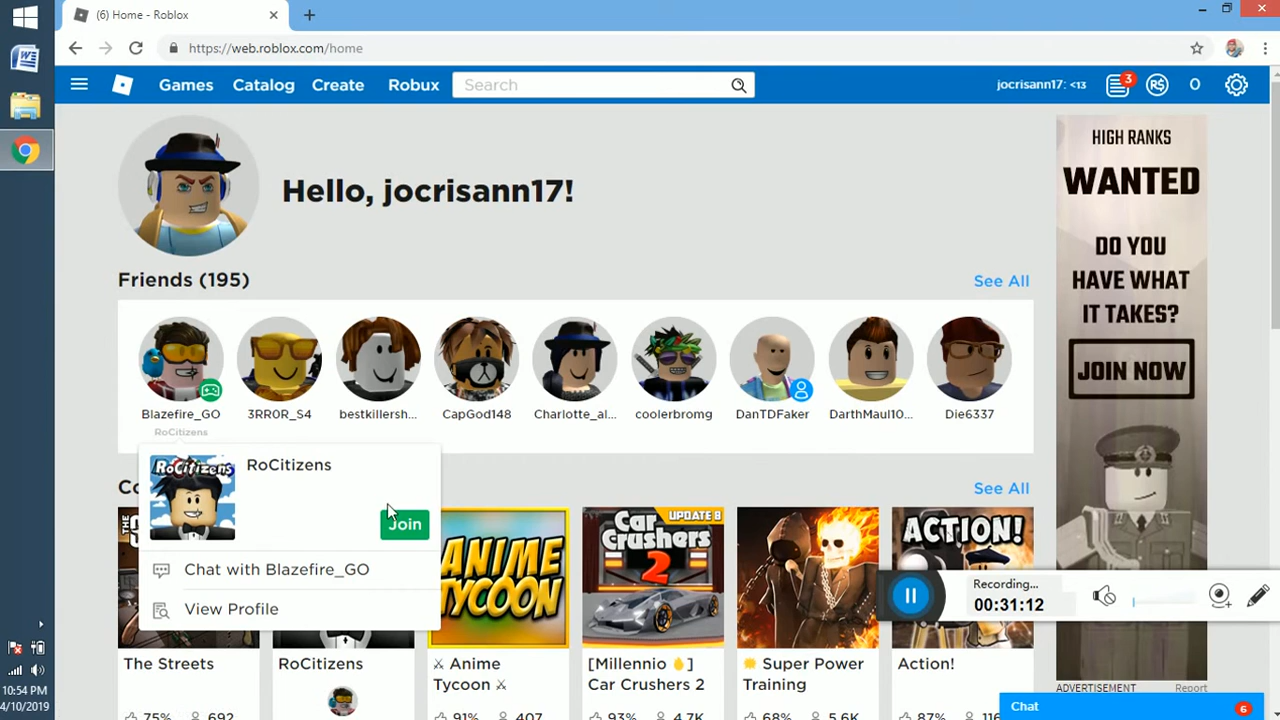 (6) Home - Roblox
https://web.roblox.com/home
Games
Catalog
Create
Robux
Search
jocrisann17: <13
3
R$
0
HIGH RANKS
WANTED
DO YOU
HAVE WHAT
IT TAKES?
JOIN NOW
Hello, jocrisann17!
Friends (195)
See All
Blazefire_GO
3RR0R_S4
bestkillersh...
CapGod148
Charlotte_al...
coolerbromg
DanTDFaker
DarthMaul10...
Die6337
RoCitizens
RoCitizens
RoCitizens
Join
Chat with Blazefire_GO
View Profile
See All
ANIME
TYCOON
UPDATE 8
Car
Crushers
2
ACTION!
Recording...
00:31:12
The Streets
RoCitizens
⚔ Anime
Tycoon ⚔
[Millennio 🔥]
Car Crushers 2
Super Power
Training
Action!
75%
692
91%
407
93%
4.7K
68%
5.6K
87%
116
ADVERTISEMENT
Report
Chat
6
10:54 PM
4/10/2019